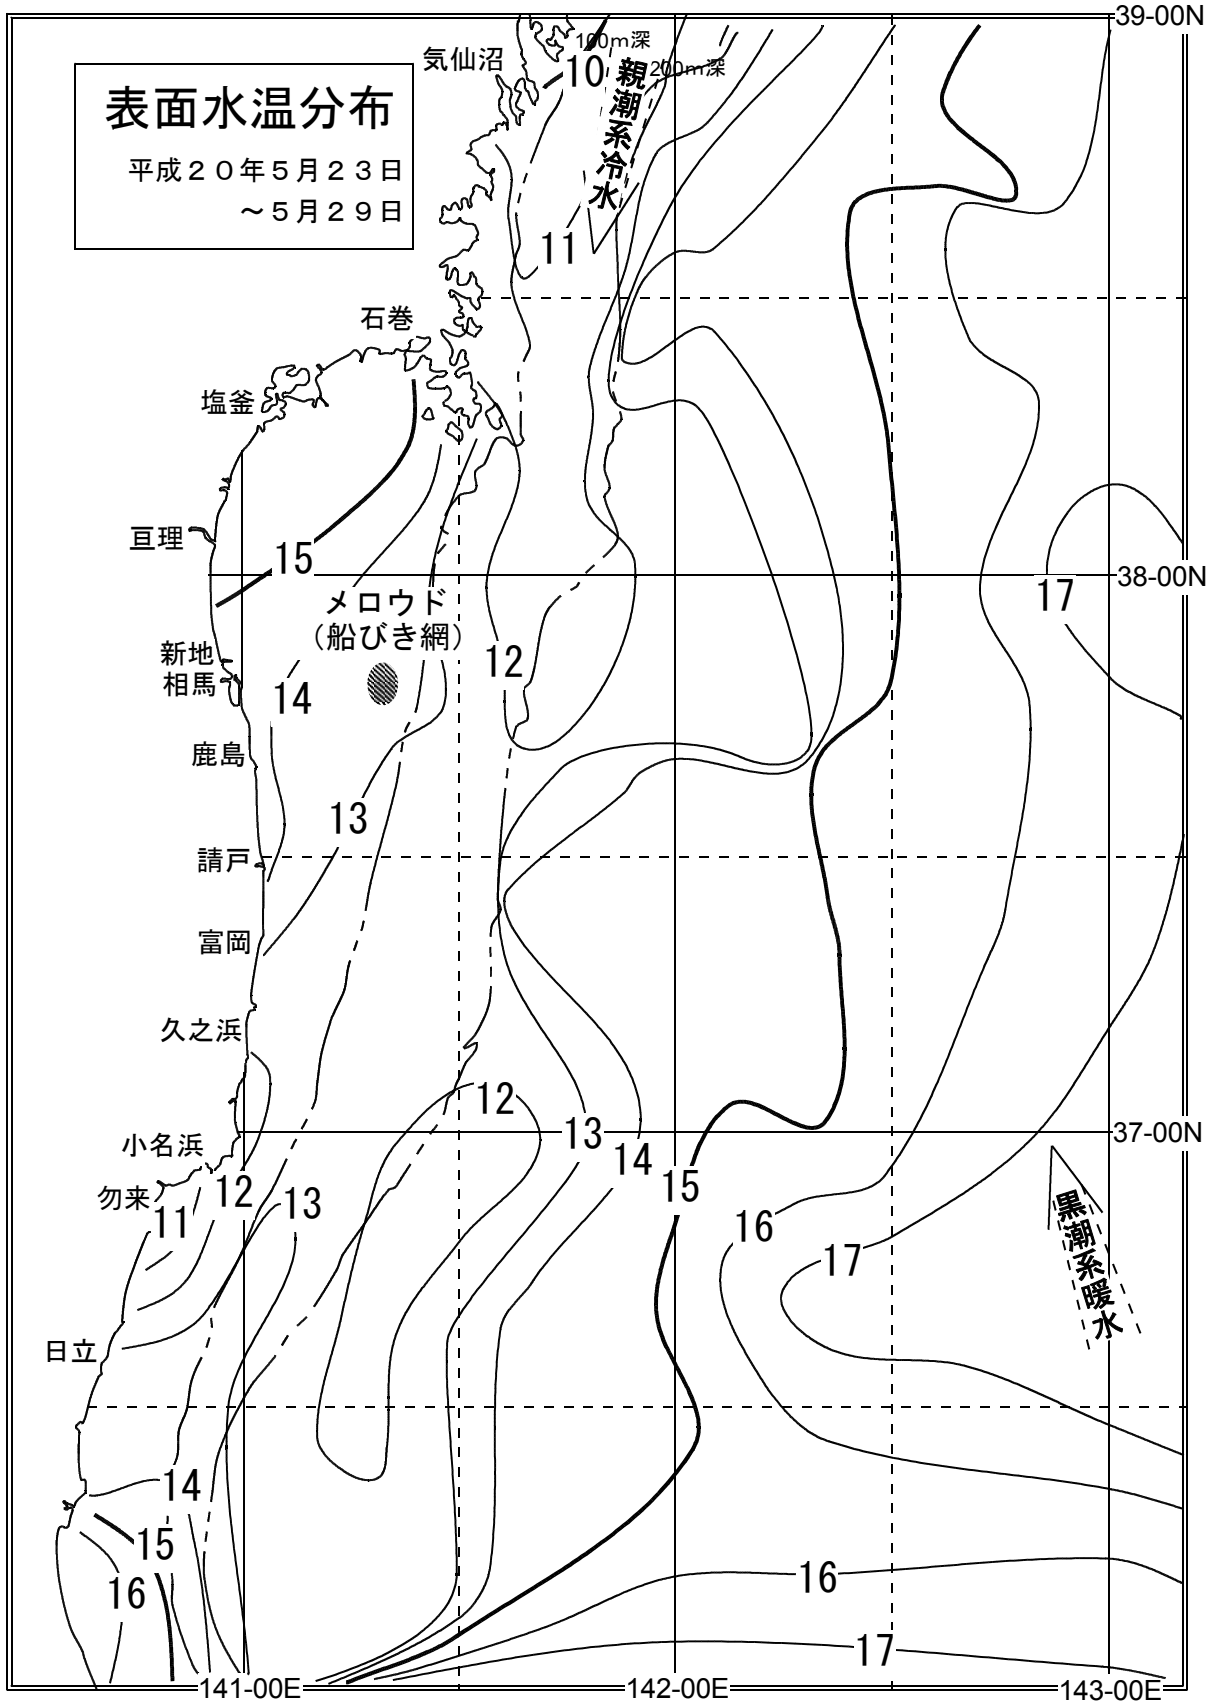 39-00N
100m深
気仙沼
10
200m深
親潮系冷水
表面水温分布
平成20年5月23日
～5月29日
11
石巻
塩釜
亘理
15
38-00N
17
メロウド
（船びき網）
新地
12
相馬
14
鹿島
13
請戸
富岡
久之浜
12
小名浜
13
37-00N
14
勿来
12
15
13
11
16
黒潮系暖水
17
日立
14
15
16
16
17
141-00E
142-00E
143-00E